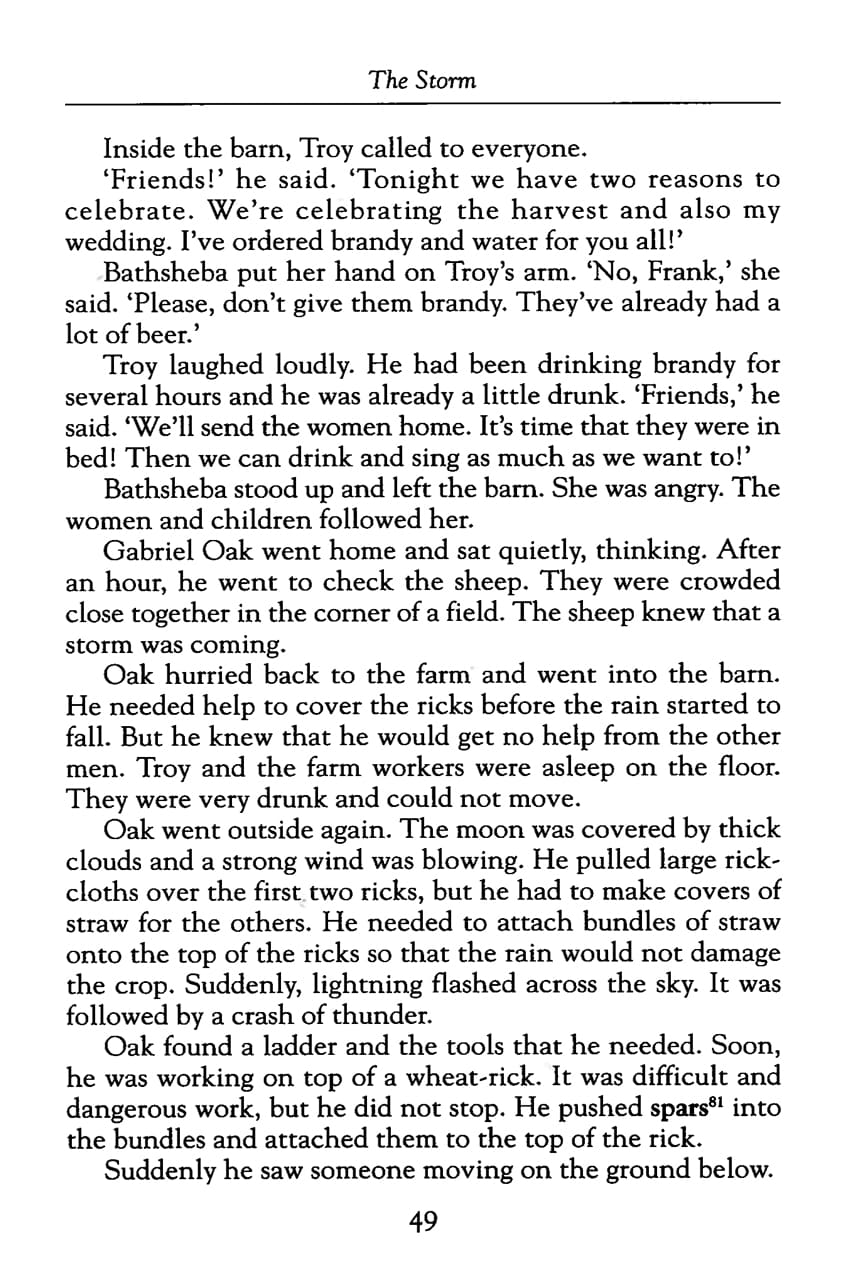 The Storm
Inside the barn, Troy called to everyone.
‘Friends!’ he said. ‘Tonight we have two reasons to
celebrate. We’re celebrating the harvest and also my
wedding. I’ve ordered brandy and water for you all!’
Bathsheba put her hand on Troy’s arm. ‘No, Frank,’ she
said. ‘Please, don’t give them brandy. They’ve already had a
lot of beer.’
Troy laughed loudly. He had been drinking brandy for
several hours and he was already a little drunk. ‘Friends,’ he
said. ‘We’ll send the women home. It’s time that they were in
bed! Then we can drink and sing as much as we want to!’
Bathsheba stood up and left the barn. She was angry. The
women and children followed her.
Gabriel Oak went home and sat quietly, thinking. After
an hour, he went to check the sheep. They were crowded
close together in the corner of a field. The sheep knew that a
storm was coming.
Oak hurried back to the farm and went into the barn.
He needed help to cover the ricks before the rain started to
fall. But he knew that he would get no help from the other
men. Troy and the farm workers were asleep on the floor.
They were very drunk and could not move.
Oak went outside again. The moon was covered by thick
clouds and a strong wind was blowing. He pulled large rick-
cloths over the first two ricks, but he had to make covers of
straw for the others. He needed to attach bundles of straw
onto the top of the ricks so that the rain would not damage
the crop. Suddenly, lightning flashed across the sky. It was
followed by a crash of thunder.
Oak found a ladder and the tools that he needed. Soon,
he was working on top of a wheat-rick. It was difficult and
dangerous work, but he did not stop. He pushed spars⁸¹ into
the bundles and attached them to the top of the rick.
Suddenly he saw someone moving on the ground below.
49